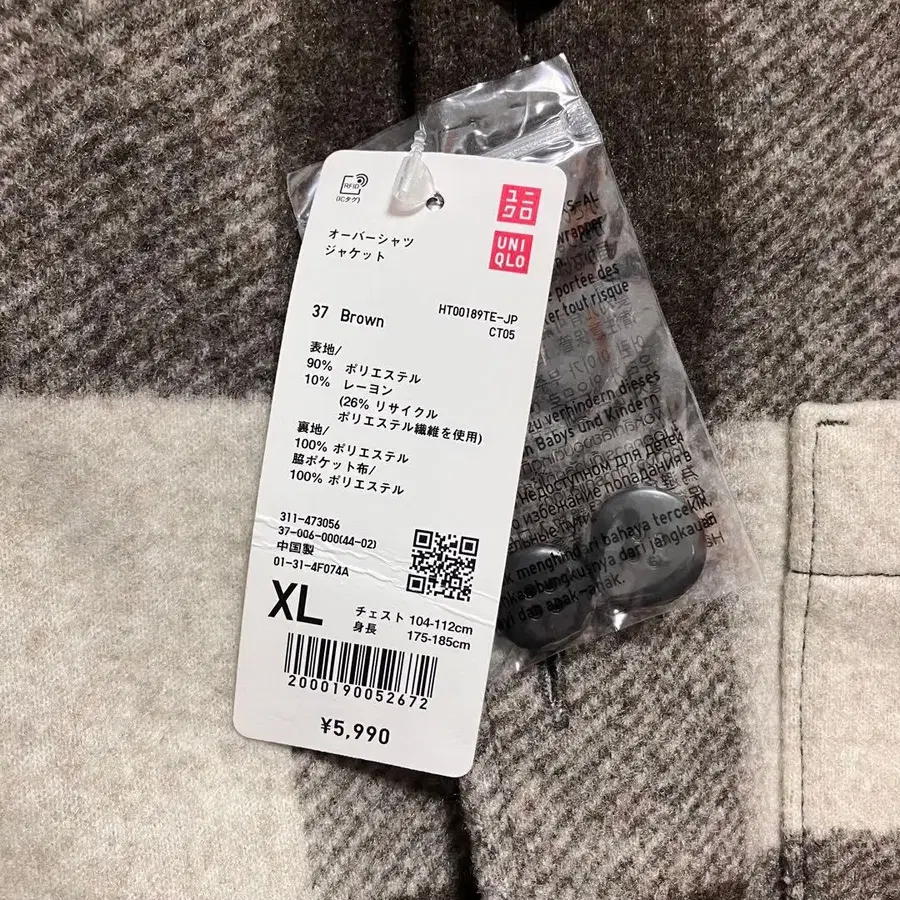 RFID
(ICタグ)
ユニ
クロ
UNI
QLO
オーバーシャツ
ジャケット
37 Brown
HT00189TE-JP
CT05
表地/
90% ポリエステル
10% レーヨン
(26% リサイクル
ポリエステル繊維を使用)
裏地/
100% ポリエステル
脇ポケット布/
100% ポリエステル
311-473056
37-006-000(44-02)
中国製
01-31-4F074A
XL
チェスト 104-112cm
身長 175-185cm
2000190052672
¥5,990
wrapper
portée des
tout risque
zu verhindern dieses
Babys und Kindern
недоступном для детей
избежание попадания в
menghindari bahaya tercekik.
bungkusnya dari jangkauan
dan anak-anak.